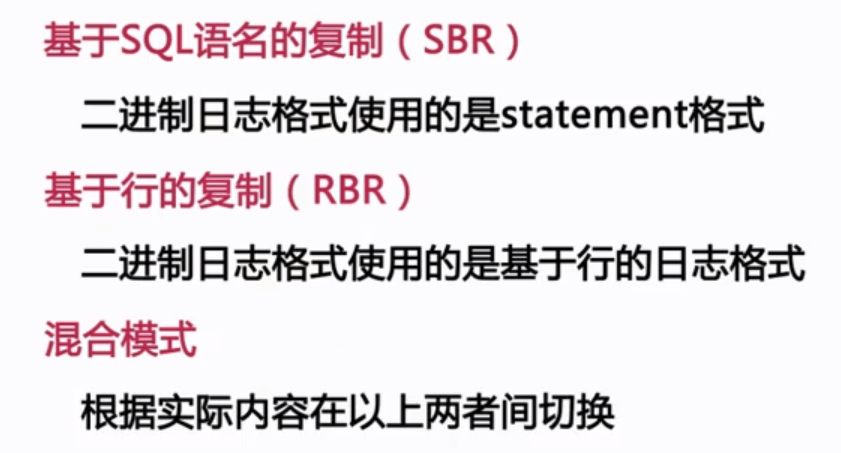 基于SQL语名的复制（SBR）
二进制日志格式使用的是statement格式
基于行的复制（RBR）
二进制日志格式使用的是基于行的日志格式
混合模式
根据实际内容在以上两者间切换